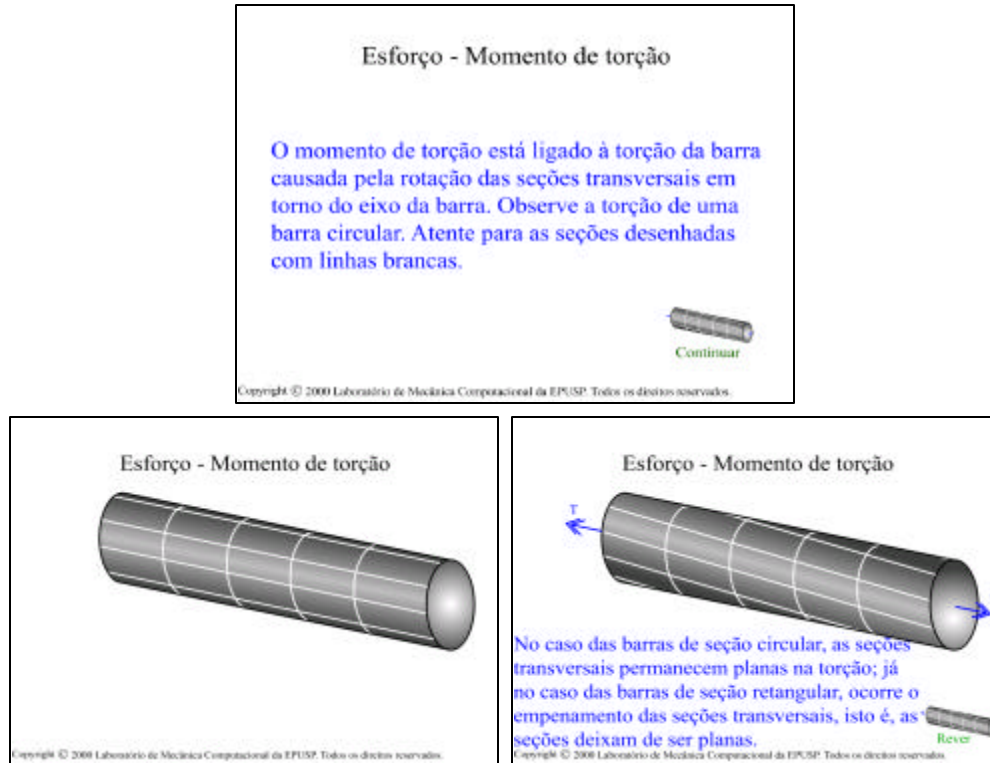 Esforço - Momento de torção
O momento de torção está ligado à torção da barra
causada pela rotação das seções transversais em
torno do eixo da barra. Observe a torção de uma
barra circular. Atente para as seções desenhadas
com linhas brancas.
Continuar
Copyright © 2000 Laboratório de Mecânica Computacional da EPUSP. Todos os direitos reservados.
Esforço - Momento de torção
Copyright © 2000 Laboratório de Mecânica Computacional da EPUSP. Todos os direitos reservados.
Esforço - Momento de torção
T
No caso das barras de seção circular, as seções
transversais permanecem planas na torção; já
no caso das barras de seção retangular, ocorre o
empenamento das seções transversais, isto é, as
seções deixam de ser planas.
Rever
Copyright © 2000 Laboratório de Mecânica Computacional da EPUSP. Todos os direitos reservados.